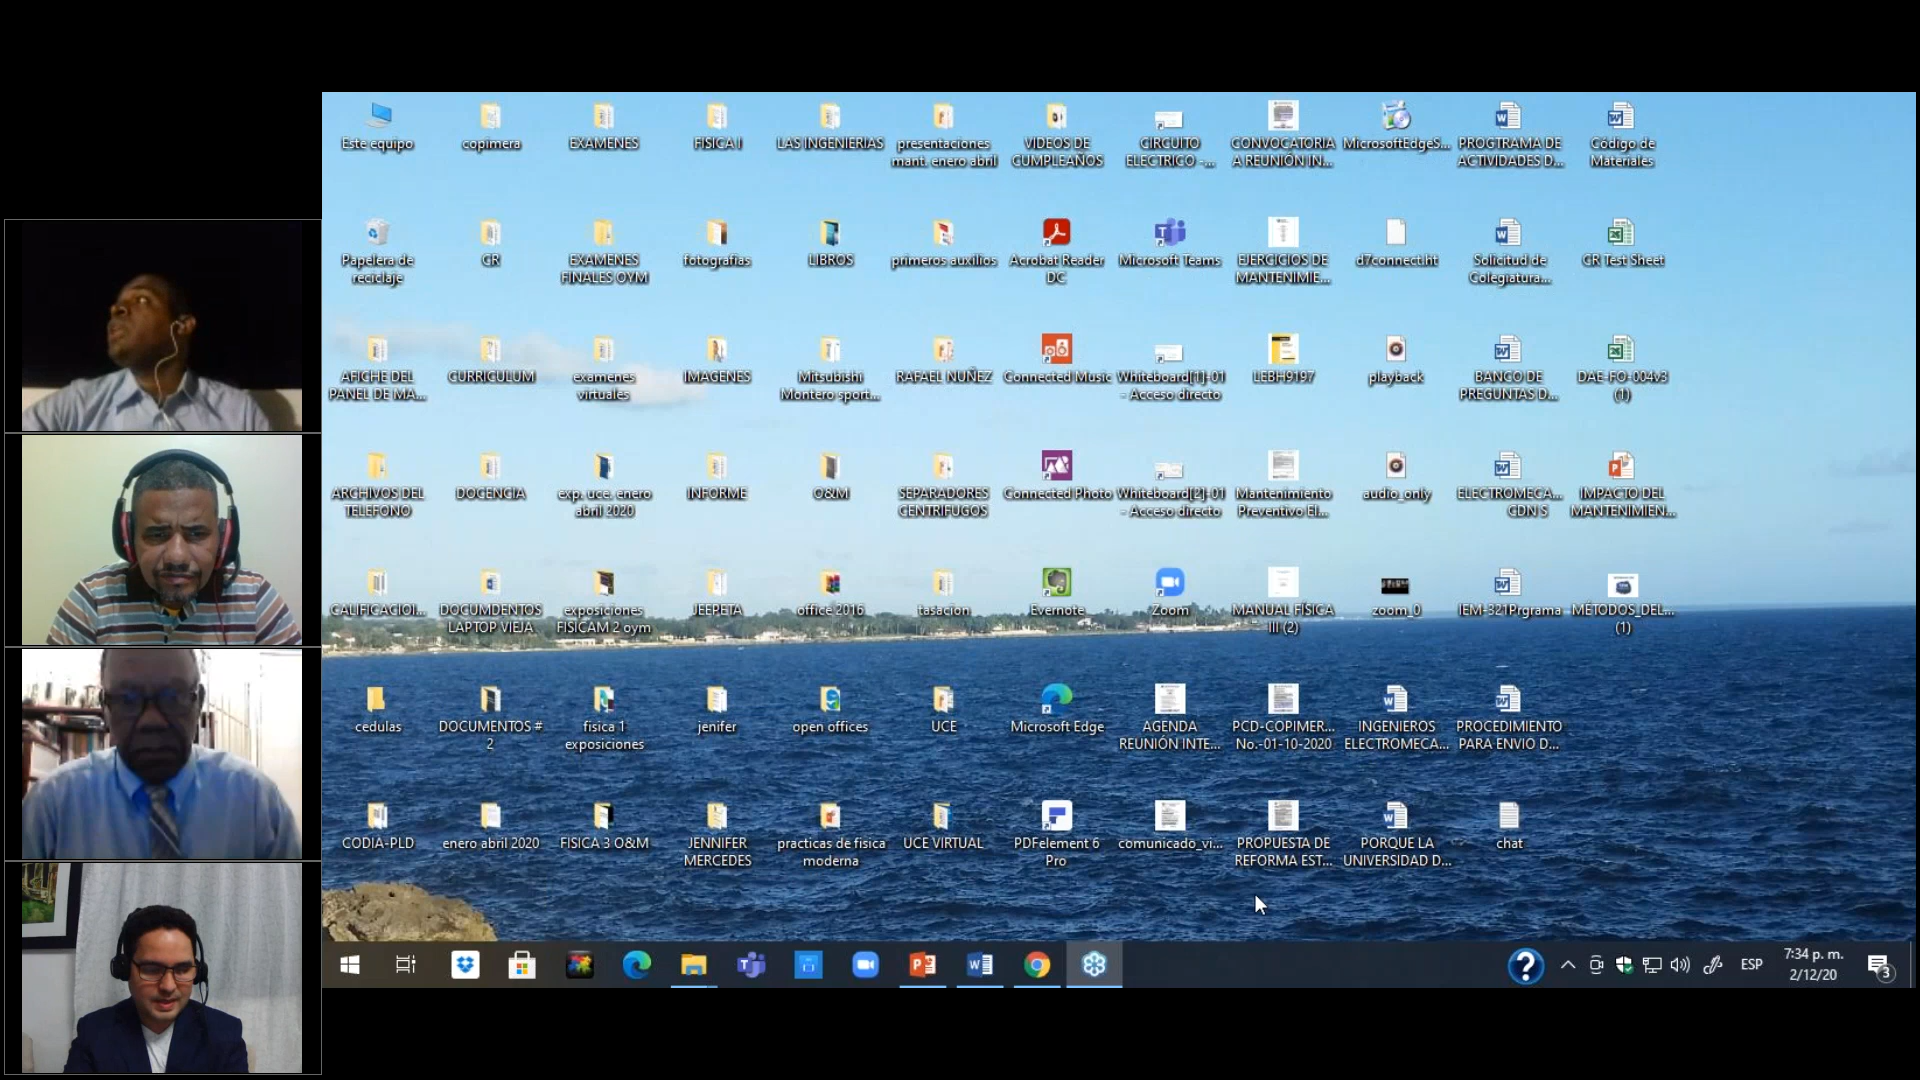 Este equipo
copimera
EXAMENES
FISICA I
LAS INGENIERIAS
presentaciones
mant. enero abril
VIDEOS DE
CUMPLEAÑOS
CIRCUITO
ELECTRICO -...
CONVOCATORIA
A REUNIÓN IN...
MicrosoftEdgeS...
PROGTRAMA DE
ACTIVIDADES D...
Código de
Materiales
Papelera de
reciclaje
CR
EXAMENES
FINALES OYM
fotografias
LIBROS
primeros auxilios
Acrobat Reader
DC
Microsoft Teams
EJERCICIOS DE
MANTENIMIE...
d7connect.ht
Solicitud de
Colegiatura...
CR Test Sheet
AFICHE DEL
PANEL DE MA...
CURRICULUM
examenes
virtuales
IMAGENES
Mitsubishi
Montero sport...
RAFAEL NUÑEZ
Connected Music
Whiteboard[1]-01
- Acceso directo
LEBH9197
playback
BANCO DE
PREGUNTAS D...
DAE-FO-004v3
(1)
ARCHIVOS DEL
TELEFONO
DOCENCIA
exp. uce. enero
abril 2020
INFORME
O&M
SEPARADORES
CENTRIFUGOS
Connected Photo
Whiteboard[2]-01
- Acceso directo
Mantenimiento
Preventivo El...
audio_only
ELECTROMECA...
CDN S
IMPACTO DEL
MANTENIMIEN...
CALIFICACIOI...
DOCUMDENTOS
LAPTOP VIEJA
exposiciones
FISICAM 2 oym
JEEPETA
office 2016
tasacion
Evernote
Zoom
MANUAL FÍSICA
III (2)
zoom_0
IEM-321Prgrama
MÉTODOS_DEL...
(1)
cedulas
DOCUMENTOS #
2
fisica 1
exposiciones
jenifer
open offices
UCE
Microsoft Edge
AGENDA
REUNIÓN INTE...
PCD-COPIMER...
No.-01-10-2020
INGENIEROS
ELECTROMECA...
PROCEDIMIENTO
PARA ENVIO D...
CODIA-PLD
enero abril 2020
FISICA 3 O&M
JENNIFER
MERCEDES
practicas de fisica
moderna
UCE VIRTUAL
PDFelement 6
Pro
comunicado_vi...
PROPUESTA DE
REFORMA EST...
PORQUE LA
UNIVERSIDAD D...
chat
ESP
7:34 p. m.
2/12/20
3